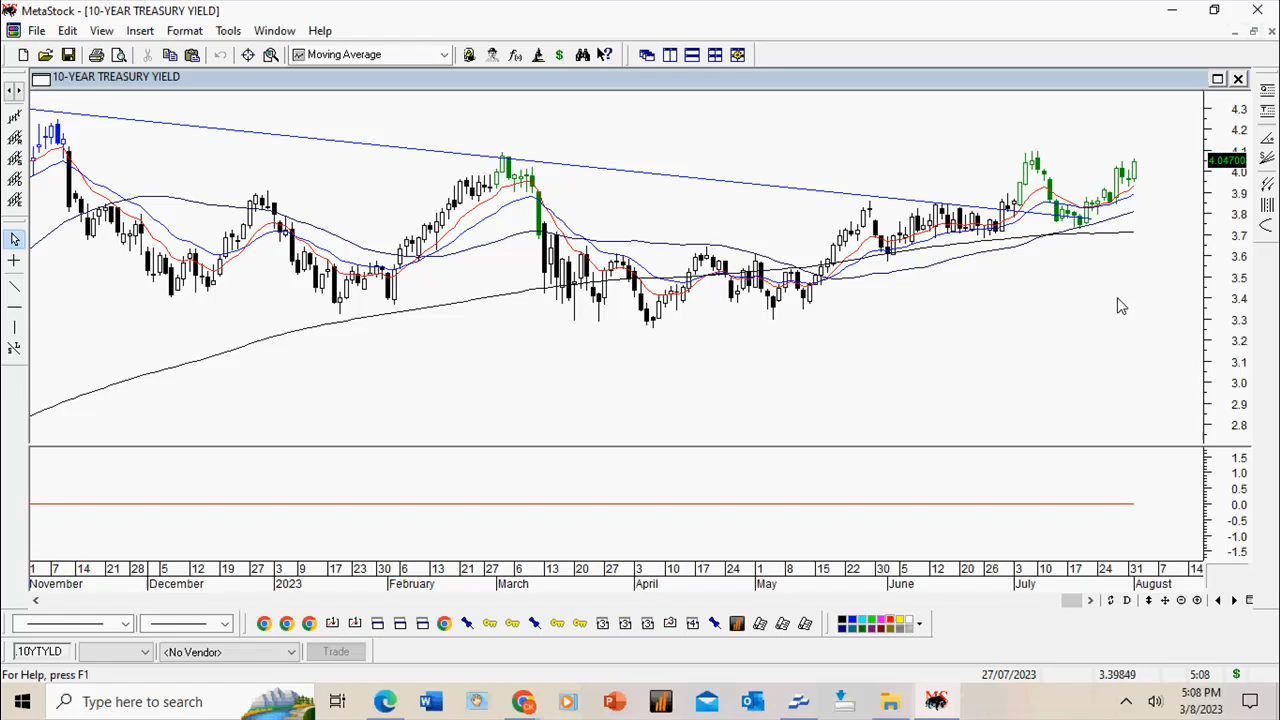 MetaStock - [10-YEAR TREASURY YIELD]
File Edit View Insert Format Tools Window Help
Moving Average
10-YEAR TREASURY YIELD
4.3
4.2
4.1
4.04700
4.0
3.9
3.8
3.7
3.6
3.5
3.4
3.3
3.2
3.1
3.0
2.9
2.8
1.5
1.0
0.5
0.0
-0.5
-1.0
-1.5
1 7 14 21 28 5 12 19 27 3 9 17 23 30 6 13 21 27 6 13 20 27 3 10 17 24 1 8 15 22 30 5 12 20 26 3 10 17 24 31 7 14
November December 2023 February March April May June July August
D
.10YTYLD <No Vendor> Trade
For Help, press F1 27/07/2023 3.39849 5:08 $
Type here to search
5:08 PM
3/8/2023